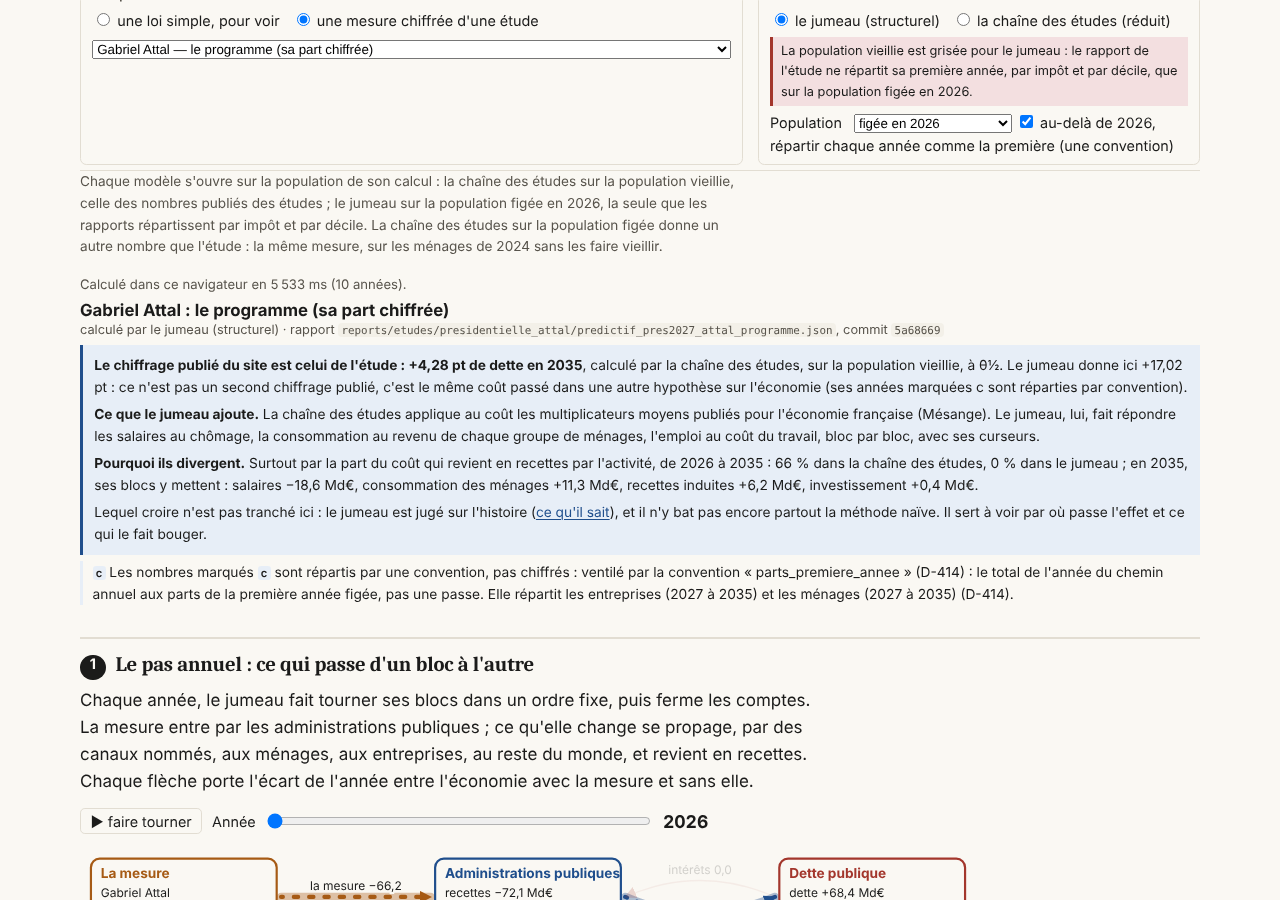 une loi simple, pour voir une mesure chiffrée d'une étude
Gabriel Attal — le programme (sa part chiffrée)
le jumeau (structurel) la chaîne des études (réduit)
La population vieillie est grisée pour le jumeau : le rapport de
l'étude ne répartit sa première année, par impôt et par décile, que
sur la population figée en 2026.
Population figée en 2026 au-delà de 2026,
répartir chaque année comme la première (une convention)
Chaque modèle s'ouvre sur la population de son calcul : la chaîne des études sur la population vieillie,
celle des nombres publiés des études ; le jumeau sur la population figée en 2026, la seule que les
rapports répartissent par impôt et par décile. La chaîne des études sur la population figée donne un
autre nombre que l'étude : la même mesure, sur les ménages de 2024 sans les faire vieillir.
Calculé dans ce navigateur en 5 533 ms (10 années).
Gabriel Attal : le programme (sa part chiffrée)
calculé par le jumeau (structurel) · rapport reports/etudes/presidentielle_attal/predictif_pres2027_attal_programme.json, commit 5a68669
Le chiffrage publié du site est celui de l'étude : +4,28 pt de dette en 2035, calculé par la chaîne des études, sur la population vieillie, à θ½. Le jumeau donne ici +17,02
pt : ce n'est pas un second chiffrage publié, c'est le même coût passé dans une autre hypothèse sur l'économie (ses années marquées c sont réparties par convention).
Ce que le jumeau ajoute. La chaîne des études applique au coût les multiplicateurs moyens publiés pour l'économie française (Mésange). Le jumeau, lui, fait répondre
les salaires au chômage, la consommation au revenu de chaque groupe de ménages, l'emploi au coût du travail, bloc par bloc, avec ses curseurs.
Pourquoi ils divergent. Surtout par la part du coût qui revient en recettes par l'activité, de 2026 à 2035 : 66 % dans la chaîne des études, 0 % dans le jumeau ; en 2035,
ses blocs y mettent : salaires −18,6 Md€, consommation des ménages +11,3 Md€, recettes induites +6,2 Md€, investissement +0,4 Md€.
Lequel croire n'est pas tranché ici : le jumeau est jugé sur l'histoire (ce qu'il sait), et il n'y bat pas encore partout la méthode naïve. Il sert à voir par où passe l'effet et ce
qui le fait bouger.
c Les nombres marqués c sont répartis par une convention, pas chiffrés : ventilé par la convention « parts_premiere_annee » (D-414) : le total de l'année du chemin
annuel aux parts de la première année figée, pas une passe. Elle répartit les entreprises (2027 à 2035) et les ménages (2027 à 2035) (D-414).
1 Le pas annuel : ce qui passe d'un bloc à l'autre
Chaque année, le jumeau fait tourner ses blocs dans un ordre fixe, puis ferme les comptes.
La mesure entre par les administrations publiques ; ce qu'elle change se propage, par des
canaux nommés, aux ménages, aux entreprises, au reste du monde, et revient en recettes.
Chaque flèche porte l'écart de l'année entre l'économie avec la mesure et sans elle.
▶ faire tourner Année 2026
La mesure
Gabriel Attal
la mesure −66,2
Administrations publiques
recettes −72,1 Md€
intérêts 0,0
Dette publique
dette +68,4 Md€